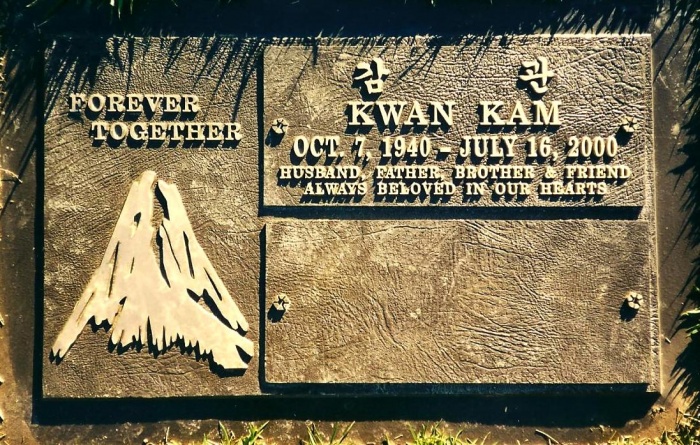 FOREVER
TOGETHER
감 관
KWAN KAM
OCT. 7, 1940 – JULY 16, 2000
HUSBAND, FATHER, BROTHER & FRIEND
ALWAYS BELOVED IN OUR HEARTS